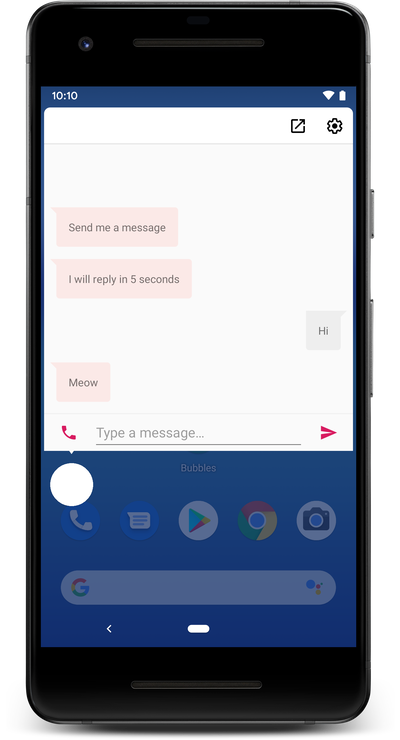 10:10
Send me a message
I will reply in 5 seconds
Hi
Meow
Type a message...
Bubbles
G